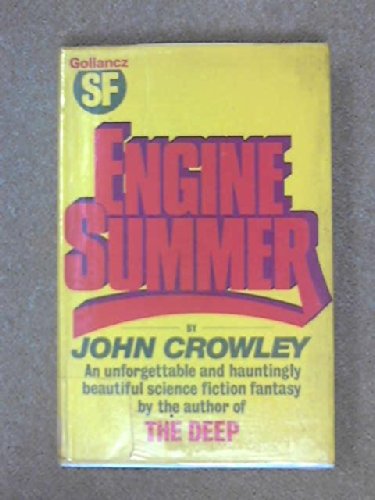 Gollancz
SF
ENGINE
SUMMER
BY
JOHN CROWLEY
An unforgettable and hauntingly
beautiful science fiction fantasy
by the author of
THE DEEP